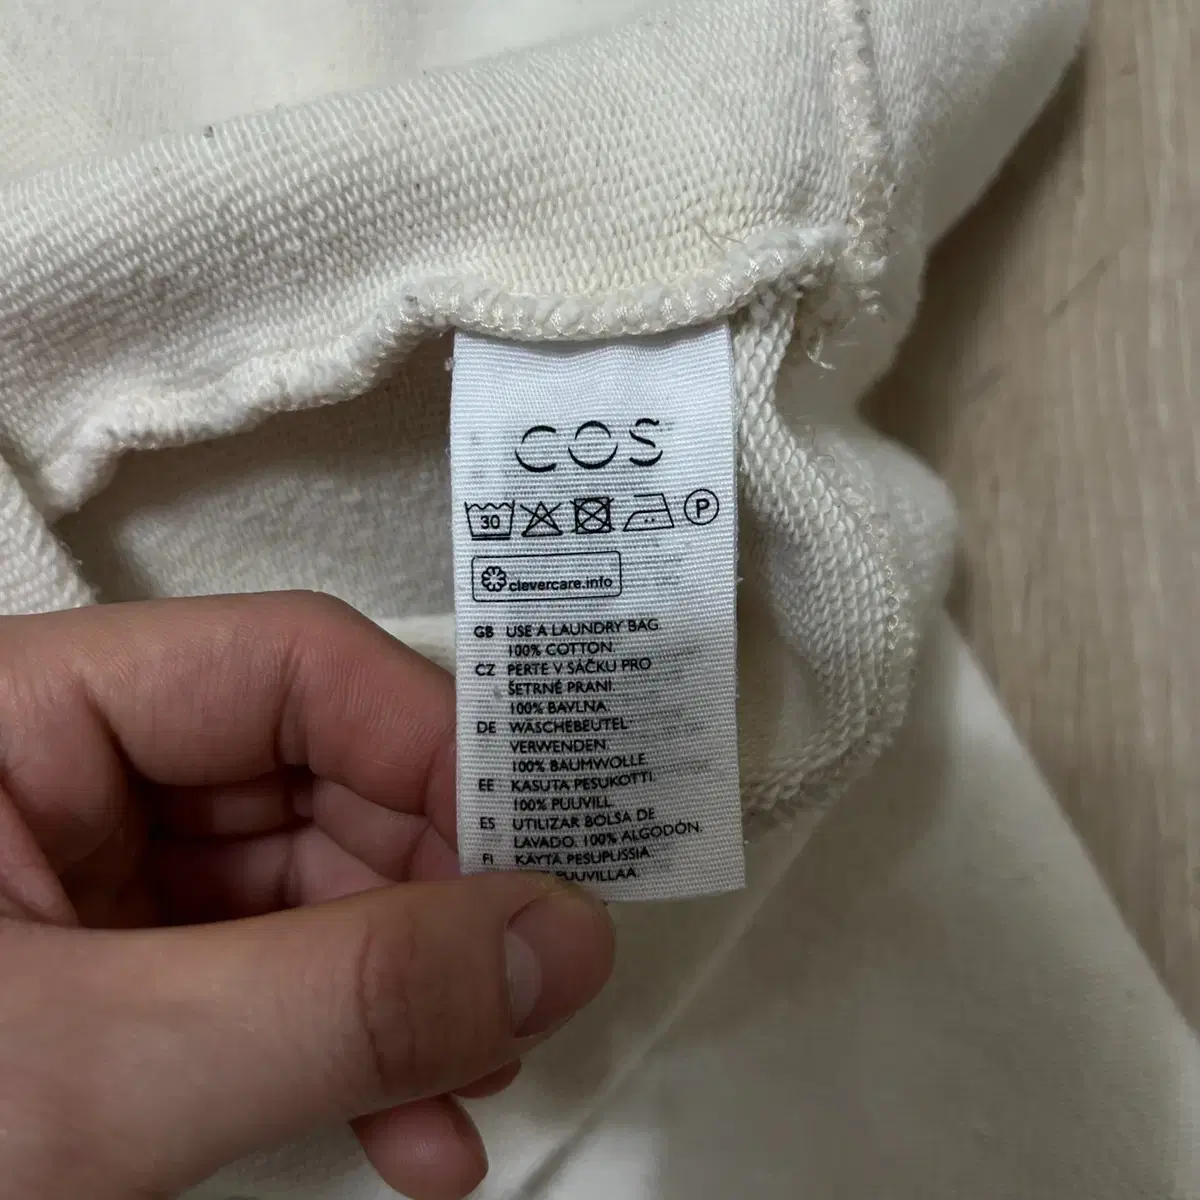 COS
30 P
clevercare.info
GB USE A LAUNDRY BAG
100% COTTON.
CZ PERTE V SÁČKU PRO
ŠETRNÉ PRANÍ.
100% BAVLNA.
DE WÄSCHEBEUTEL
VERWENDEN.
100% BAUMWOLLE.
EE KASUTA PESUKOTTI.
100% PUUVILL.
ES UTILIZAR BOLSA DE
LAVADO. 100% ALGODÓN.
FI KÄYTÄ PESUPUSSIA.
PUUVILLAA.